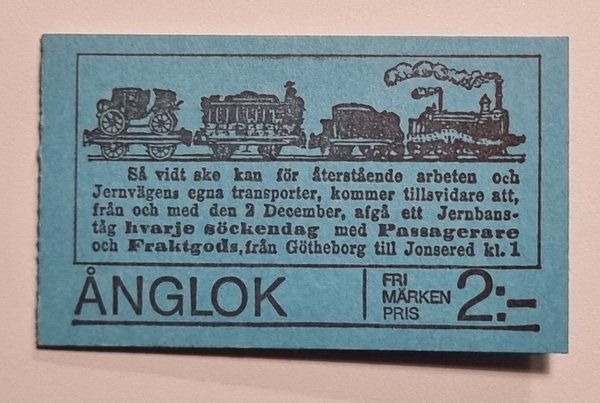 Så vidt ske kan för återstående arbeten och
Jernvägens egna transporter, kommer tillsvidare att,
från och med den 2 December, afgå ett Jernbans-
tåg hvarje söckendag med Passagerare
och Fraktgods, från Götheborg till Jonsered kl. 1
ÅNGLOK
FRI
MÄRKEN
PRIS
2:-